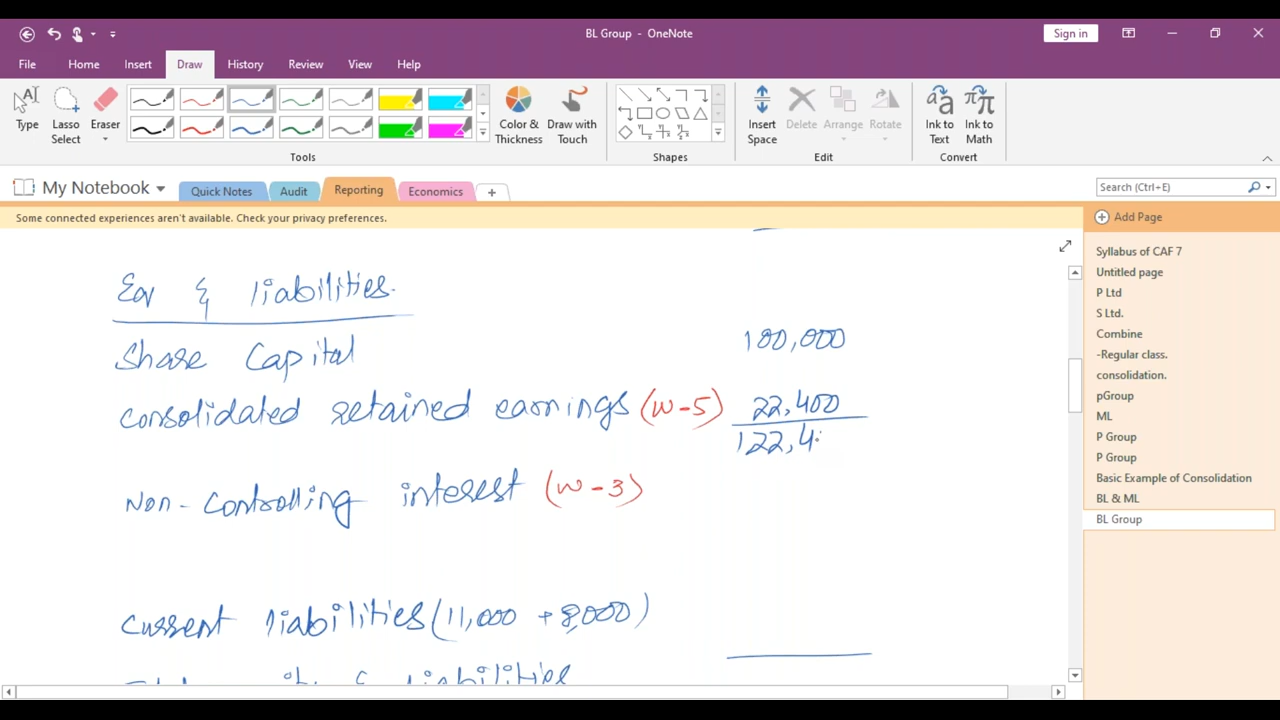 BL Group - OneNote
Sign in
File Home Insert Draw History Review View Help
Type
Lasso Select
Eraser
Color & Thickness
Draw with Touch
Insert Space
Delete
Arrange
Rotate
Ink to Text
Ink to Math
Tools
Shapes
Edit
Convert
My Notebook
Quick Notes
Audit
Reporting
Economics
Search (Ctrl+E)
Some connected experiences aren't available. Check your privacy preferences.
Add Page
Eqv & liabilities.
Share Capital 100,000
Consolidated retained earnings (W-5) 22,400
122,4
Non-controlling interest (W-3)
Current liabilities (11,000 + 8,000)
Syllabus of CAF 7
Untitled page
P Ltd
S Ltd.
Combine
-Regular class.
consolidation.
pGroup
ML
P Group
P Group
Basic Example of Consolidation
BL & ML
BL Group